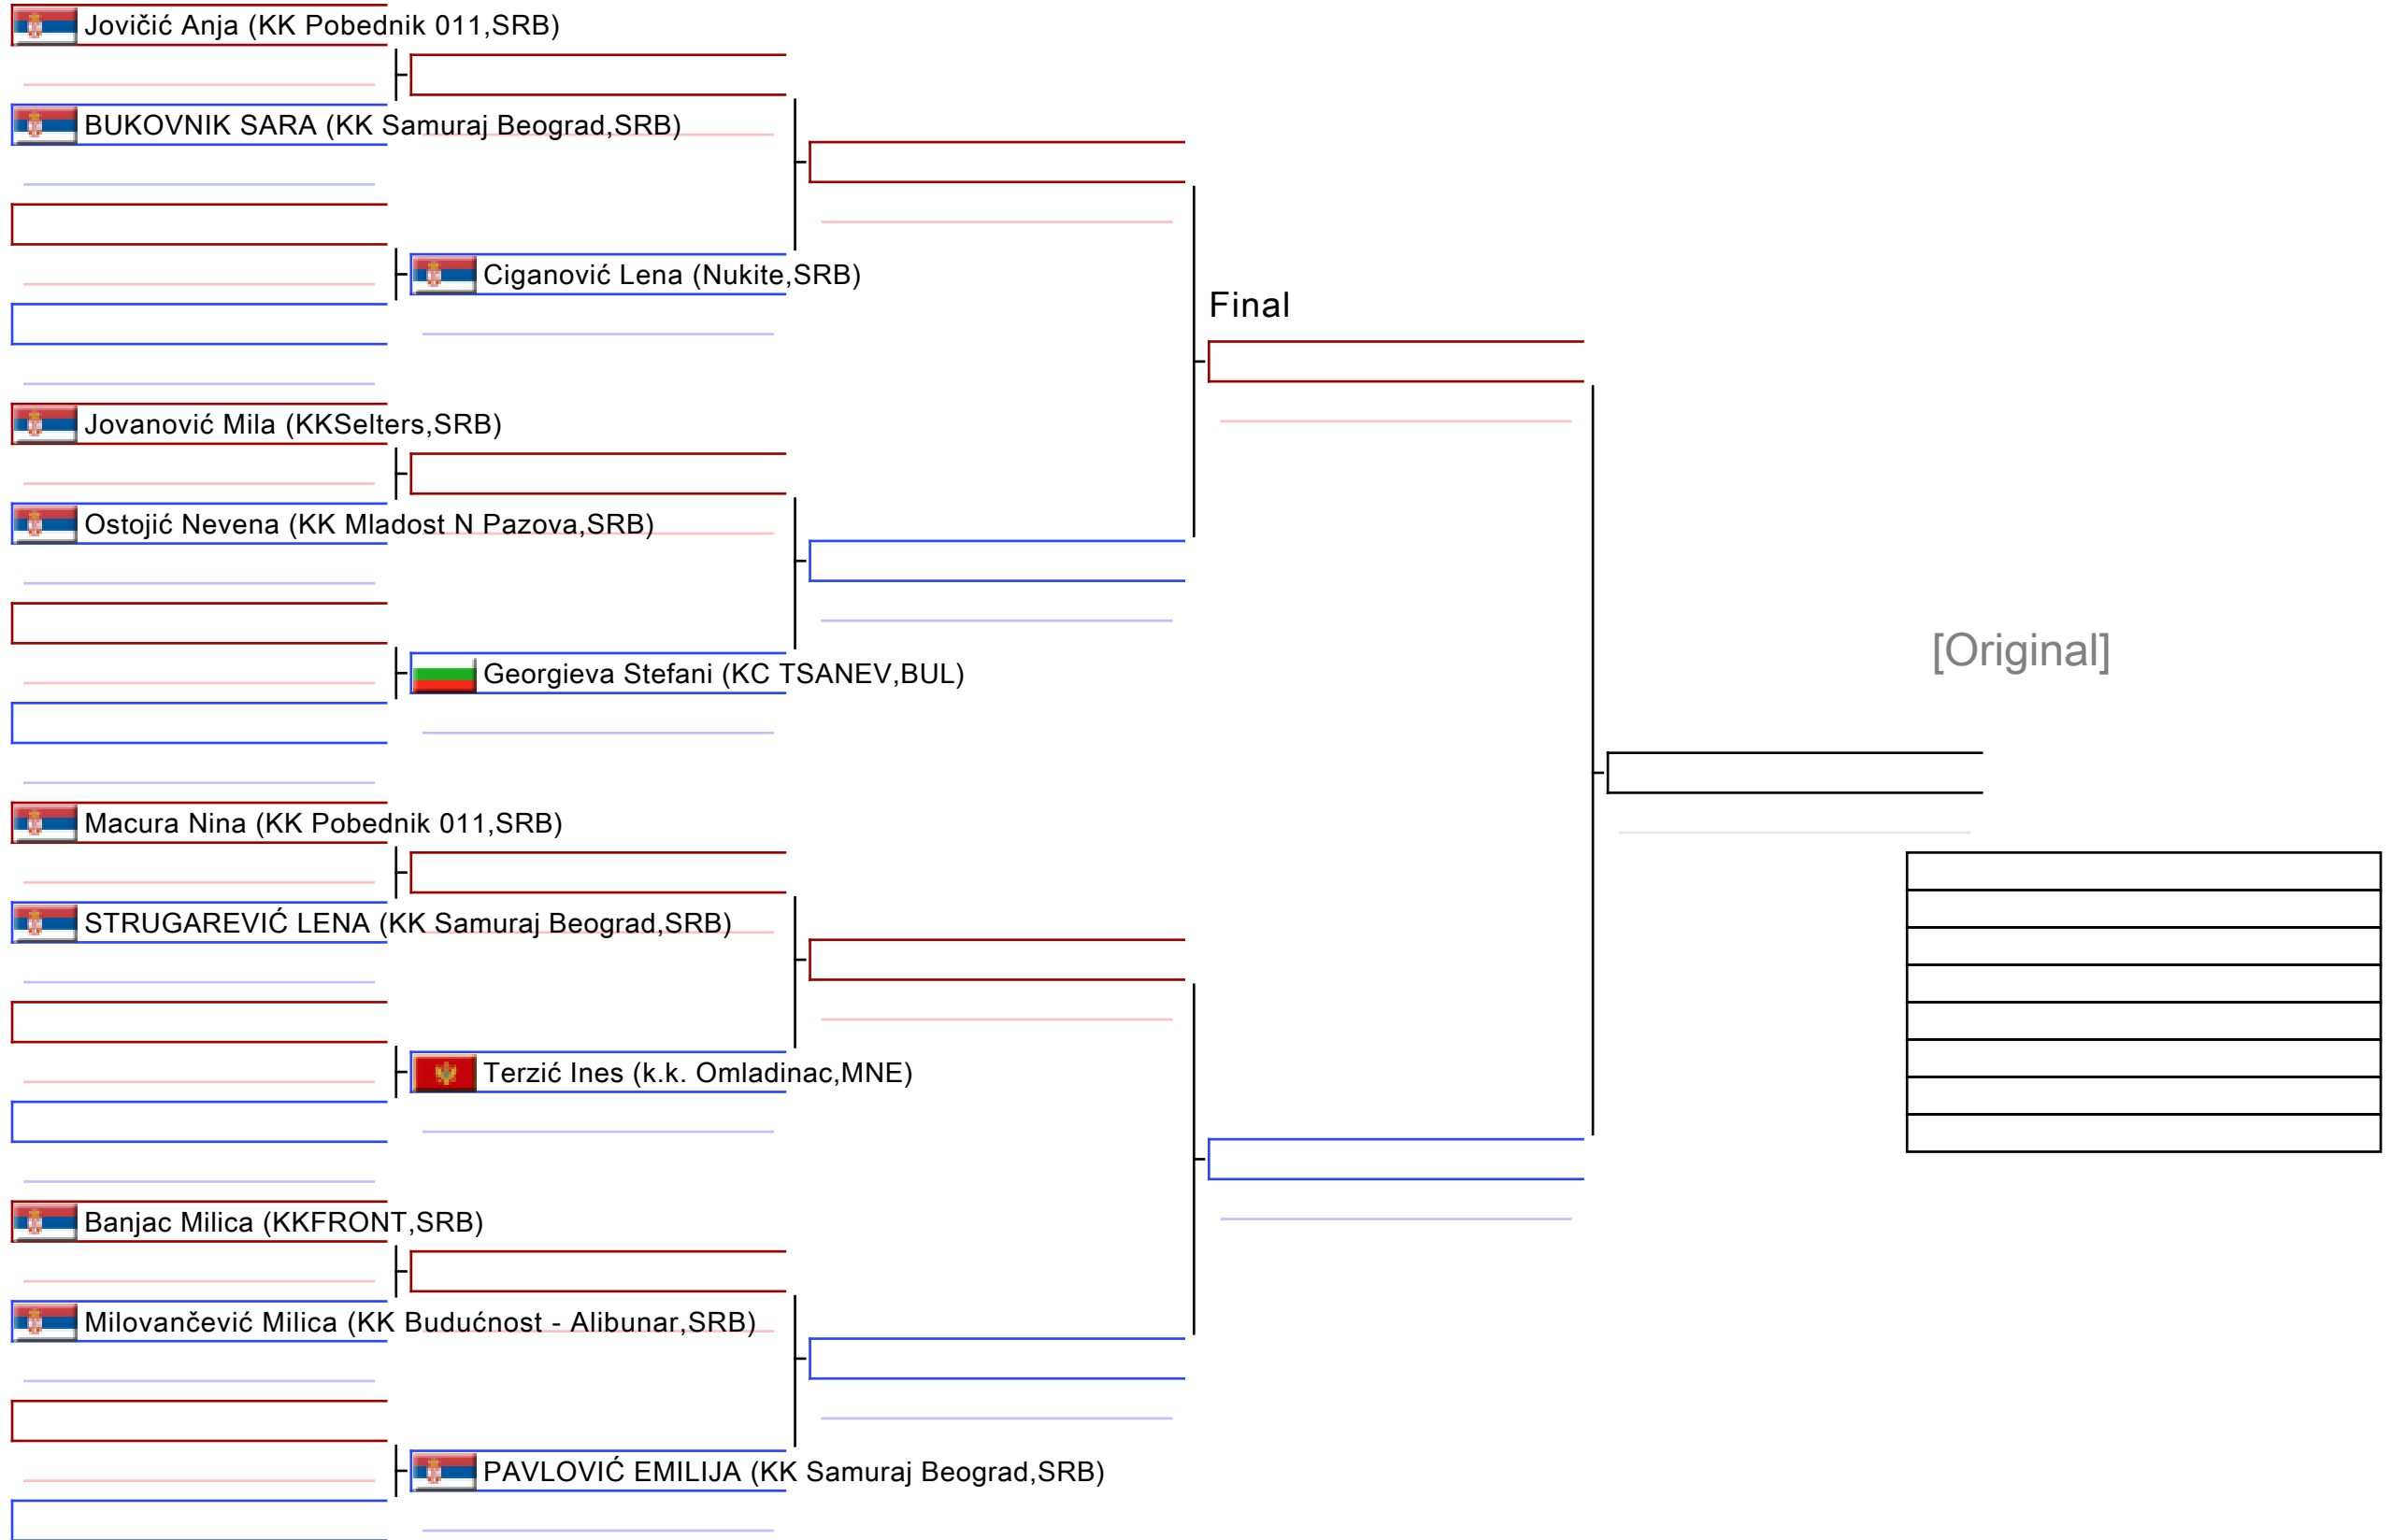 Jovičić Anja (KK Pobednik 011,SRB)
BUKOVNIK SARA (KK Samuraj Beograd,SRB)
Ciganović Lena (Nukite,SRB)
Final
Jovanović Mila (KKSelters,SRB)
Ostojić Nevena (KK Mladost N Pazova,SRB)
[Original]
Georgieva Stefani (KC TSANEV,BUL)
Macura Nina (KK Pobednik 011,SRB)
STRUGAREVIĆ LENA (KK Samuraj Beograd,SRB)
Terzić Ines (k.k. Omladinac,MNE)
Banjac Milica (KKFRONT,SRB)
Milovančević Milica (KK Budućnost - Alibunar,SRB)
PAVLOVIĆ EMILIJA (KK Samuraj Beograd,SRB)